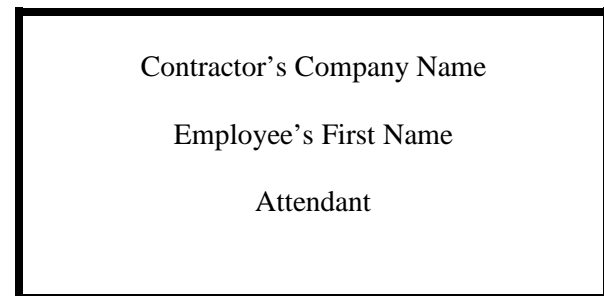 Contractor’s Company Name
Employee’s First Name
Attendant